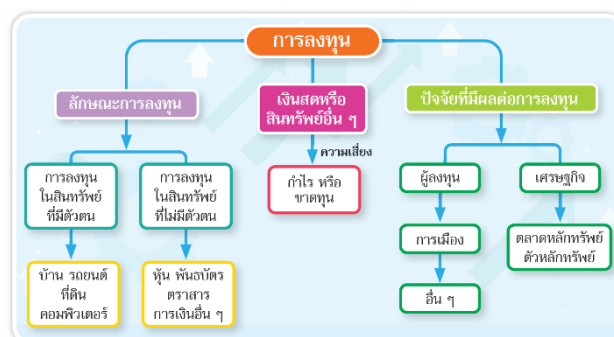 การลงทุน
ลักษณะการลงทุน
เงินสดหรือ
สินทรัพย์อื่น ๆ
ปัจจัยที่มีผลต่อการลงทุน
ความเสี่ยง
การลงทุน
ในสินทรัพย์
ที่มีตัวตน
การลงทุน
ในสินทรัพย์
ที่ไม่มีตัวตน
กำไร หรือ
ขาดทุน
ผู้ลงทุน
เศรษฐกิจ
การเมือง
ตลาดหลักทรัพย์
ตัวหลักทรัพย์
บ้าน รถยนต์
ที่ดิน
คอมพิวเตอร์
หุ้น พันธบัตร
ตราสาร
การเงินอื่น ๆ
อื่น ๆ